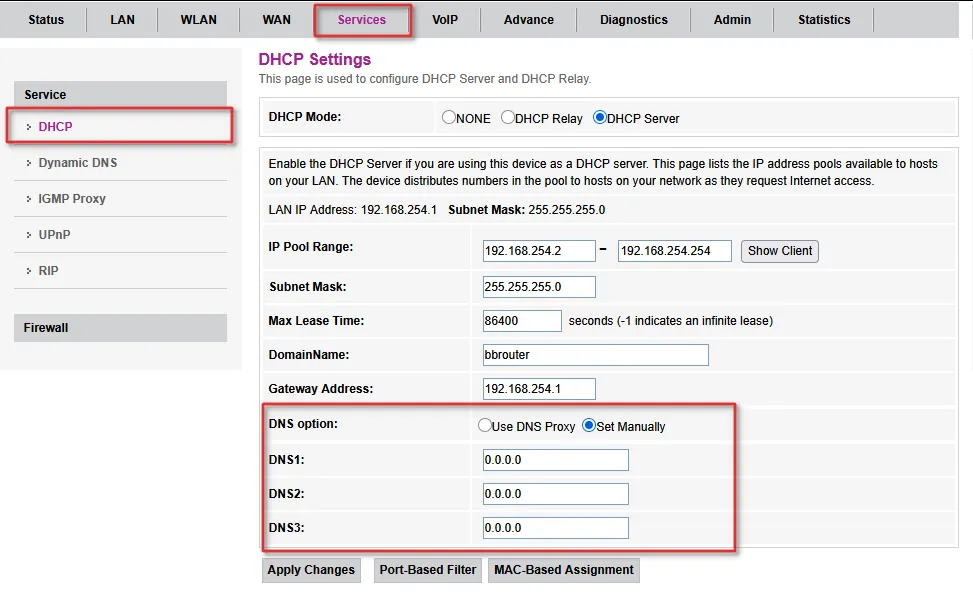 Status LAN WLAN WAN Services VoIP Advance Diagnostics Admin Statistics
Service
DHCP
Dynamic DNS
IGMP Proxy
UPnP
RIP
Firewall
DHCP Settings
This page is used to configure DHCP Server and DHCP Relay.
DHCP Mode: NONE DHCP Relay DHCP Server
Enable the DHCP Server if you are using this device as a DHCP server. This page lists the IP address pools available to hosts
on your LAN. The device distributes numbers in the pool to hosts on your network as they request Internet access.
LAN IP Address: 192.168.254.1 Subnet Mask: 255.255.255.0
IP Pool Range: 192.168.254.2 – 192.168.254.254 Show Client
Subnet Mask: 255.255.255.0
Max Lease Time: 86400 seconds (-1 indicates an infinite lease)
DomainName: bbrouter
Gateway Address: 192.168.254.1
DNS option: Use DNS Proxy Set Manually
DNS1: 0.0.0.0
DNS2: 0.0.0.0
DNS3: 0.0.0.0
Apply Changes Port-Based Filter MAC-Based Assignment